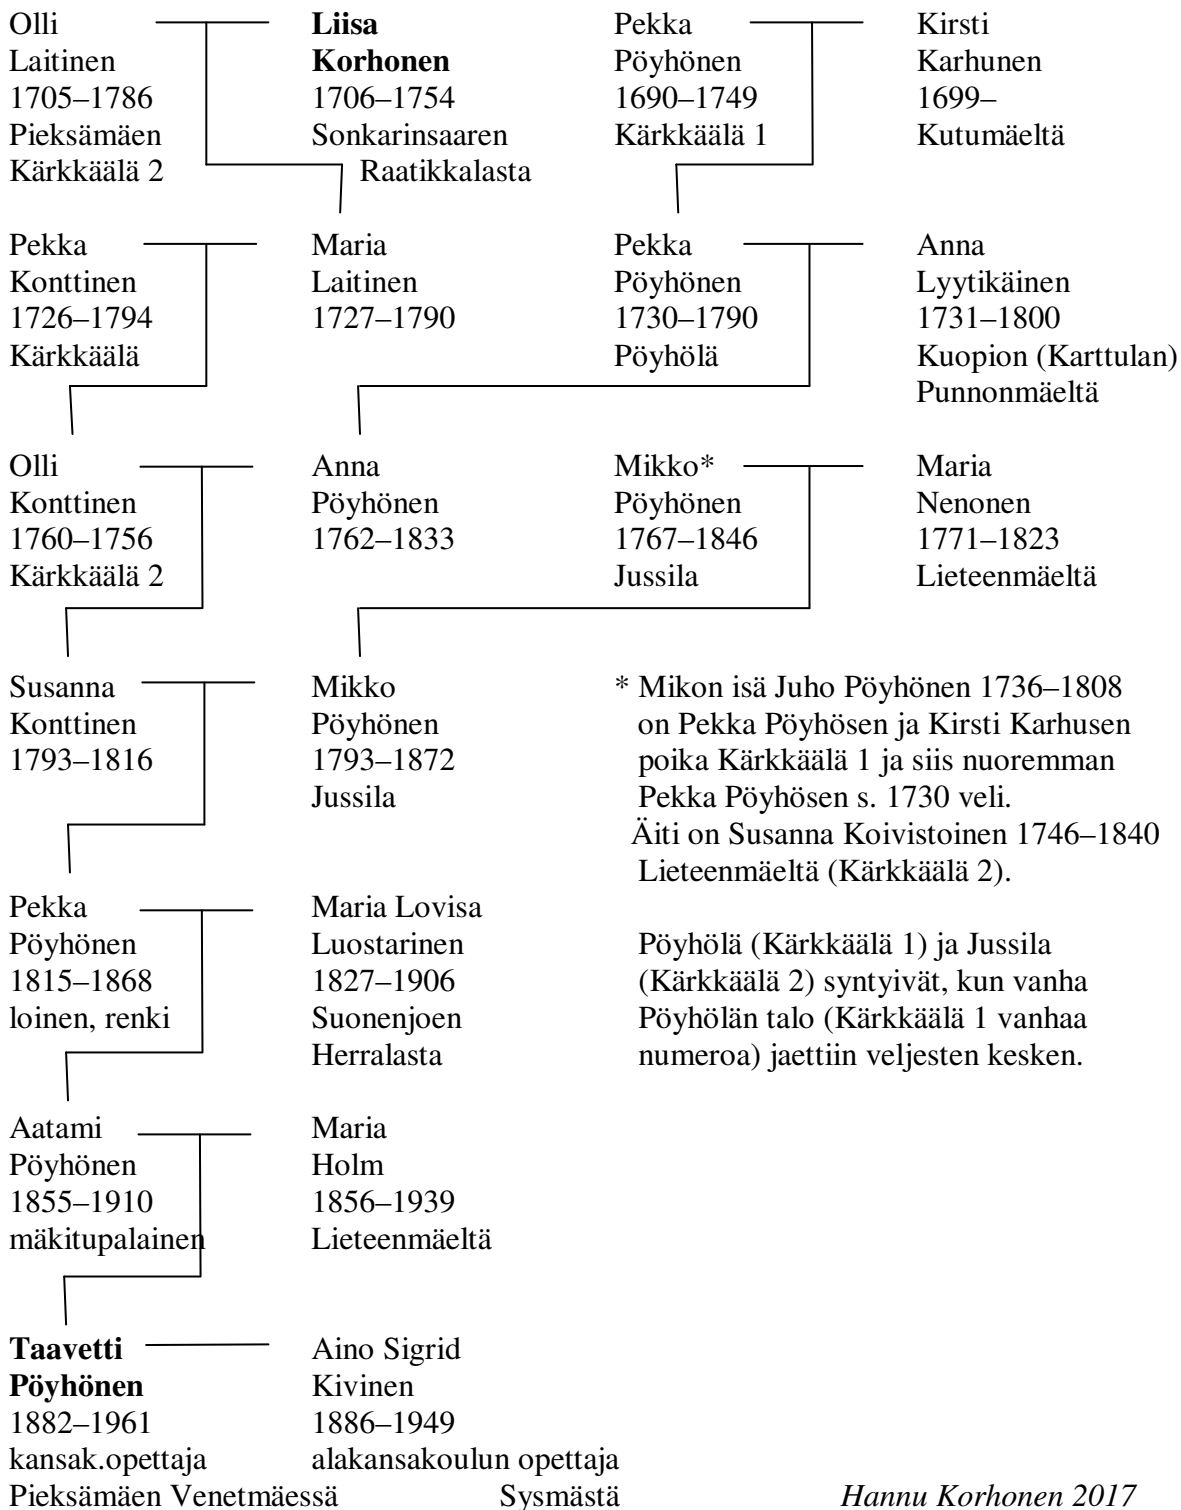 Olli
Laitinen
1705–1786
Pieksämäen
Kärkkäälä 2
Liisa
Korhonen
1706–1754
Sonkarinsaaren
Raatikkalasta
Pekka
Pöyhönen
1690–1749
Kärkkäälä 1
Kirsti
Karhunen
1699–
Kutumäeltä
Pekka
Konttinen
1726–1794
Kärkkäälä
Maria
Laitinen
1727–1790
Pekka
Pöyhönen
1730–1790
Pöyhölä
Anna
Lyytikäinen
1731–1800
Kuopion (Karttulan)
Punnonmäeltä
Olli
Konttinen
1760–1756
Kärkkäälä 2
Anna
Pöyhönen
1762–1833
Mikko*
Pöyhönen
1767–1846
Jussila
Maria
Nenonen
1771–1823
Lieteenmäeltä
Susanna
Konttinen
1793–1816
Mikko
Pöyhönen
1793–1872
Jussila
* Mikon isä Juho Pöyhönen 1736–1808
on Pekka Pöyhösen ja Kirsti Karhusen
poika Kärkkäälä 1 ja siis nuoremman
Pekka Pöyhösen s. 1730 veli.
Äiti on Susanna Koivistoinen 1746–1840
Lieteenmäeltä (Kärkkäälä 2).
Pekka
Pöyhönen
1815–1868
loinen, renki
Maria Lovisa
Luostarinen
1827–1906
Suonenjoen
Herralasta
Pöyhölä (Kärkkäälä 1) ja Jussila
(Kärkkäälä 2) syntyivät, kun vanha
Pöyhölän talo (Kärkkäälä 1 vanhaa
numeroa) jaettiin veljesten kesken.
Aatami
Pöyhönen
1855–1910
mäkitupalainen
Maria
Holm
1856–1939
Lieteenmäeltä
Taavetti
Pöyhönen
1882–1961
kansak.opettaja
Pieksämäen Venetmäessä
Aino Sigrid
Kivinen
1886–1949
alakansakoulun opettaja
Sysmästä
Hannu Korhonen 2017